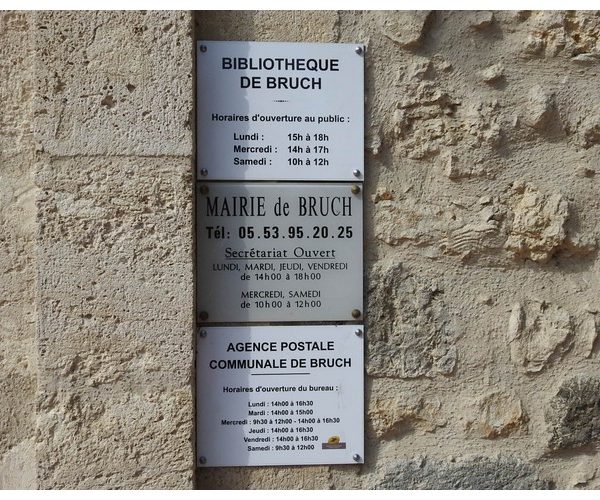 BIBLIOTHEQUE
DE BRUCH
Horaires d'ouverture au public :
Lundi : 15h à 18h
Mercredi : 14h à 17h
Samedi : 10h à 12h
MAIRIE de BRUCH
Tél: 05.53.95.20.25
Secrétariat Ouvert
LUNDI, MARDI, JEUDI, VENDREDI
de 14h00 à 18h00
MERCREDI, SAMEDI
de 10h00 à 12h00
AGENCE POSTALE
COMMUNALE DE BRUCH
Horaires d'ouverture du bureau :
Lundi : 14h00 à 16h30
Mardi : 14h00 à 15h00
Mercredi : 9h30 à 12h00 - 14h00 à 16h30
Jeudi : 14h00 à 16h30
Vendredi : 14h00 à 16h30
Samedi : 9h30 à 12h00